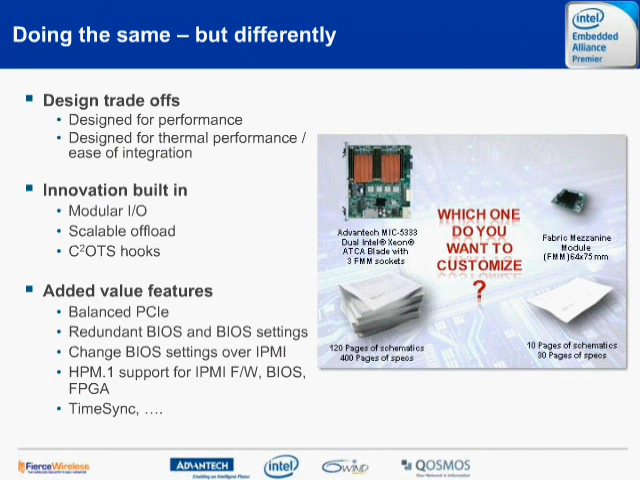 Doing the same – but differently
intel
Embedded
Alliance
Premier
Design trade offs
• Designed for performance
• Designed for thermal performance /
ease of integration
Innovation built in
• Modular I/O
• Scalable offload
• C²OTS hooks
Added value features
• Balanced PCIe
• Redundant BIOS and BIOS settings
• Change BIOS settings over IPMI
• HPM.1 support for IPMI F/W, BIOS,
FPGA
• TimeSync, ….
Advantech MIC-5333
Dual Intel® Xeon®
ATCA Blade with
3 FMM sockets
WHICH ONE
DO YOU
WANT TO
CUSTOMIZE
?
Fabric Mezzanine
Module
(FMM)64x75 mm
120 Pages of schematics
400 Pages of specs
10 Pages of schematics
30 Pages of specs
FierceWireless
ADVANTECH
Enabling an Intelligent Planet
intel
6WIND
QOSMOS